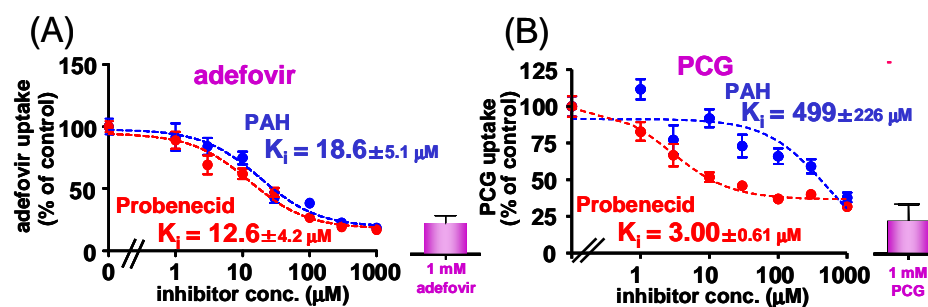 (A)
adefovir
adefovir uptake
(% of control)
150
100
50
0
PAH
Ki = 18.6±5.1 μM
Probenecid
Ki = 12.6±4.2 μM
0 1 10 100 1000
inhibitor conc. (μM)
1 mM
adefovir
(B)
PCG
PCG uptake
(% of control)
125
100
75
50
25
0
PAH
Ki = 499±226 μM
Probenecid
Ki = 3.00±0.61 μM
1 10 100 1000
inhibitor conc. (μM)
1 mM
PCG